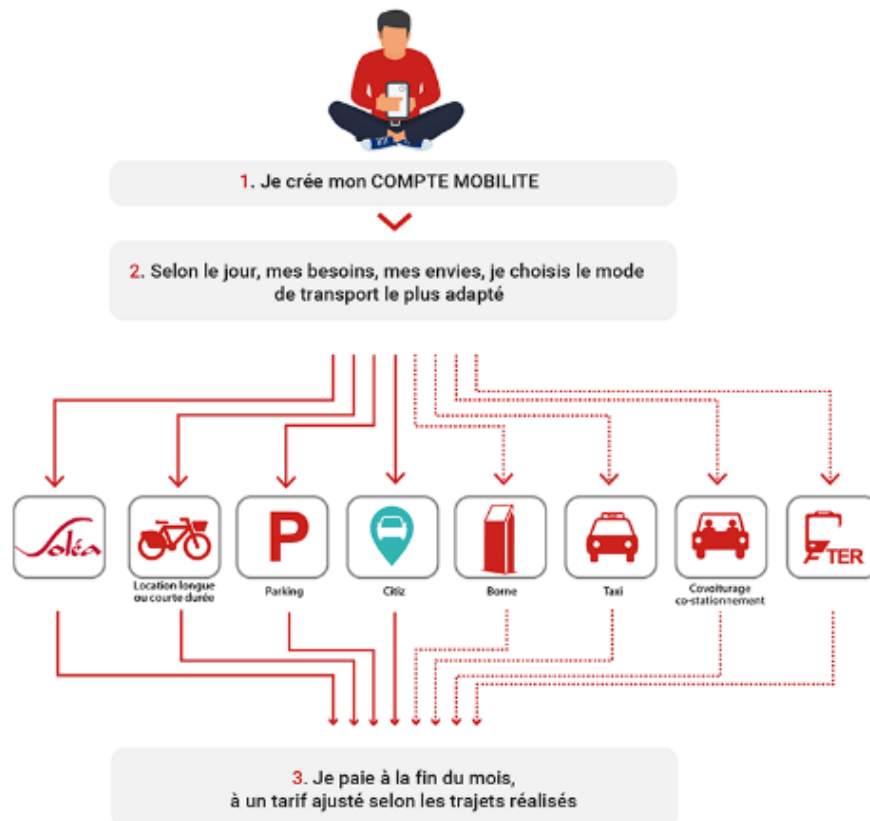 1. Je crée mon COMPTE MOBILITE
2. Selon le jour, mes besoins, mes envies, je choisis le mode
de transport le plus adapté
Soléa
P
TER
Location longue
ou courte durée
Parking
Citiz
Borne
Taxi
Covoiturage
co-stationnement
3. Je paie à la fin du mois,
à un tarif ajusté selon les trajets réalisés